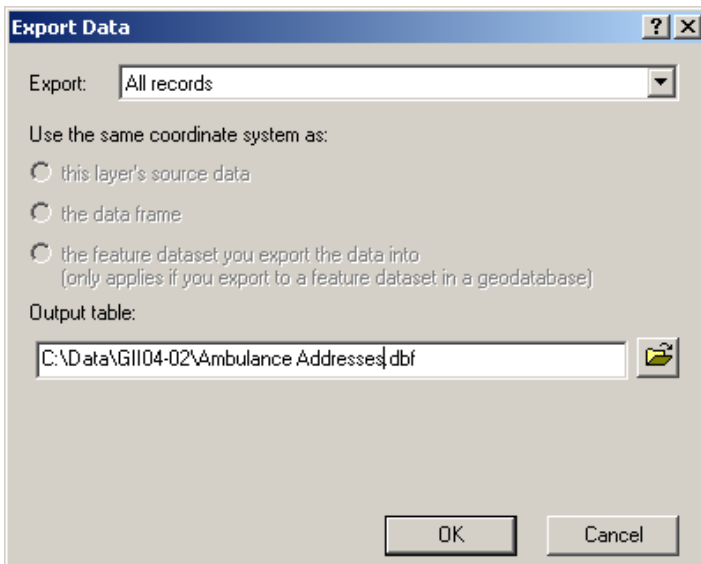 Export Data
Export: All records
Use the same coordinate system as:
this layer's source data
the data frame
the feature dataset you export the data into
(only applies if you export to a feature dataset in a geodatabase)
Output table:
C:\Data\GII04-02\Ambulance Addresses.dbf
OK Cancel